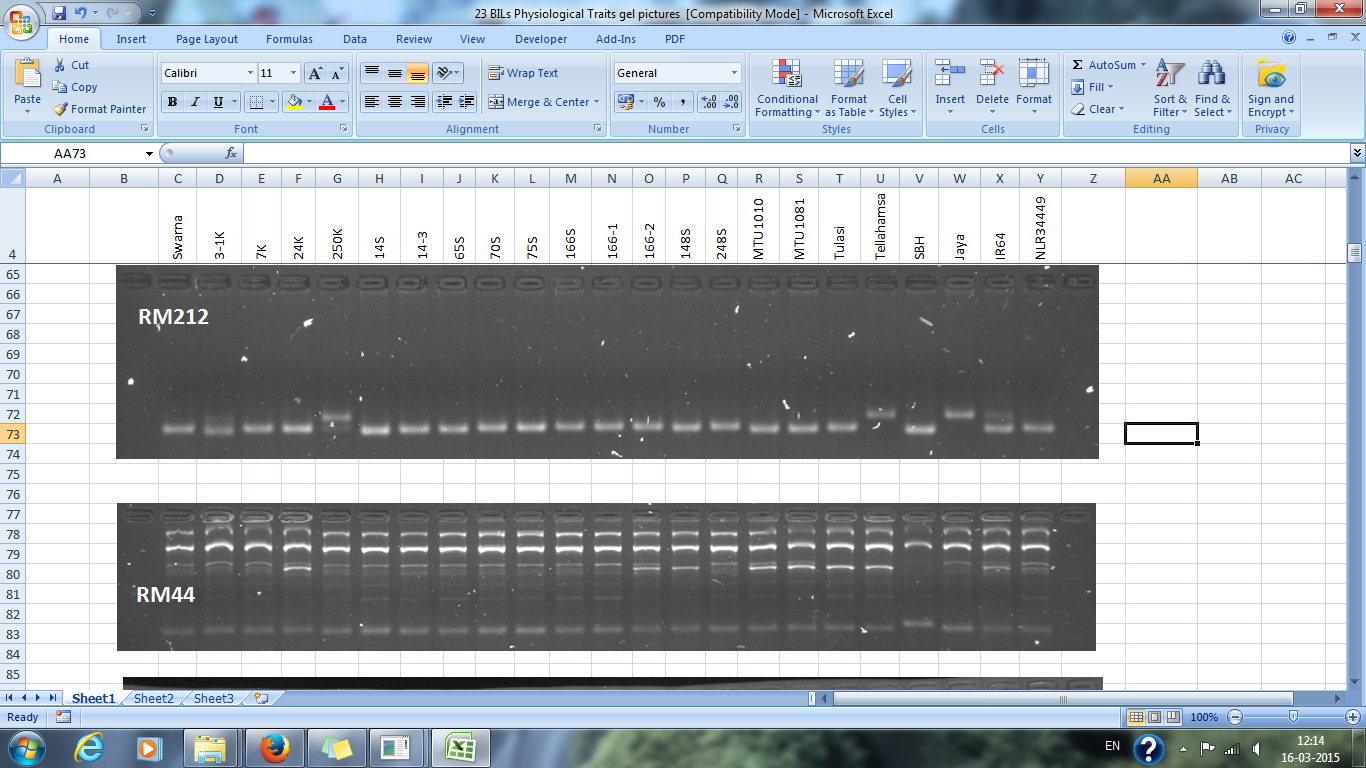 23 BILs Physiological Traits gel pictures [Compatibility Mode] - Microsoft Excel
Home Insert Page Layout Formulas Data Review View Developer Add-Ins PDF
Paste
Cut
Copy
Format Painter
Clipboard
Calibri 11
B I U
Font
Wrap Text
Merge & Center
Alignment
General
%
Number
Conditional Formatting
Format as Table
Cell Styles
Styles
Insert Delete Format
Cells
AutoSum
Fill
Clear
Sort & Filter
Find & Select
Editing
Sign and Encrypt
Privacy
AA73 fx
A B C D E F G H I J K L M N O P Q R S T U V W X Y Z AA AB AC
4 Swarna 3-1K 7K 24K 250K 14S 14-3 65S 70S 75S 166S 166-1 166-2 148S 248S MTU1010 MTU1081 Tulasi Tellahamsa SBH Jaya IR64 NLR34449
65
66
67 RM212
68
69
70
71
72
73
74
75
76
77
78
79
80
81 RM44
82
83
84
85
Sheet1 Sheet2 Sheet3
Ready 100%
EN 12:14
16-03-2015